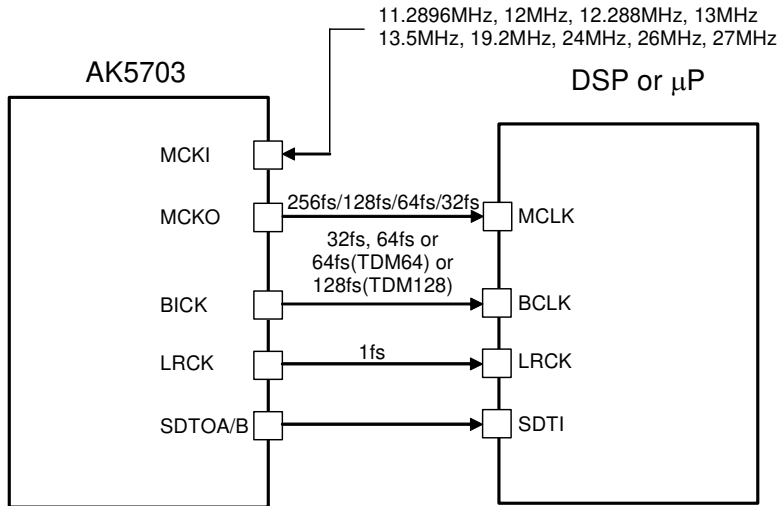 11.2896MHz, 12MHz, 12.288MHz, 13MHz
13.5MHz, 19.2MHz, 24MHz, 26MHz, 27MHz
AK5703
DSP or μP
MCKI
MCKO
256fs/128fs/64fs/32fs
MCLK
32fs, 64fs or
64fs(TDM64) or
128fs(TDM128)
BICK
BCLK
LRCK
1fs
LRCK
SDTOA/B
SDTI